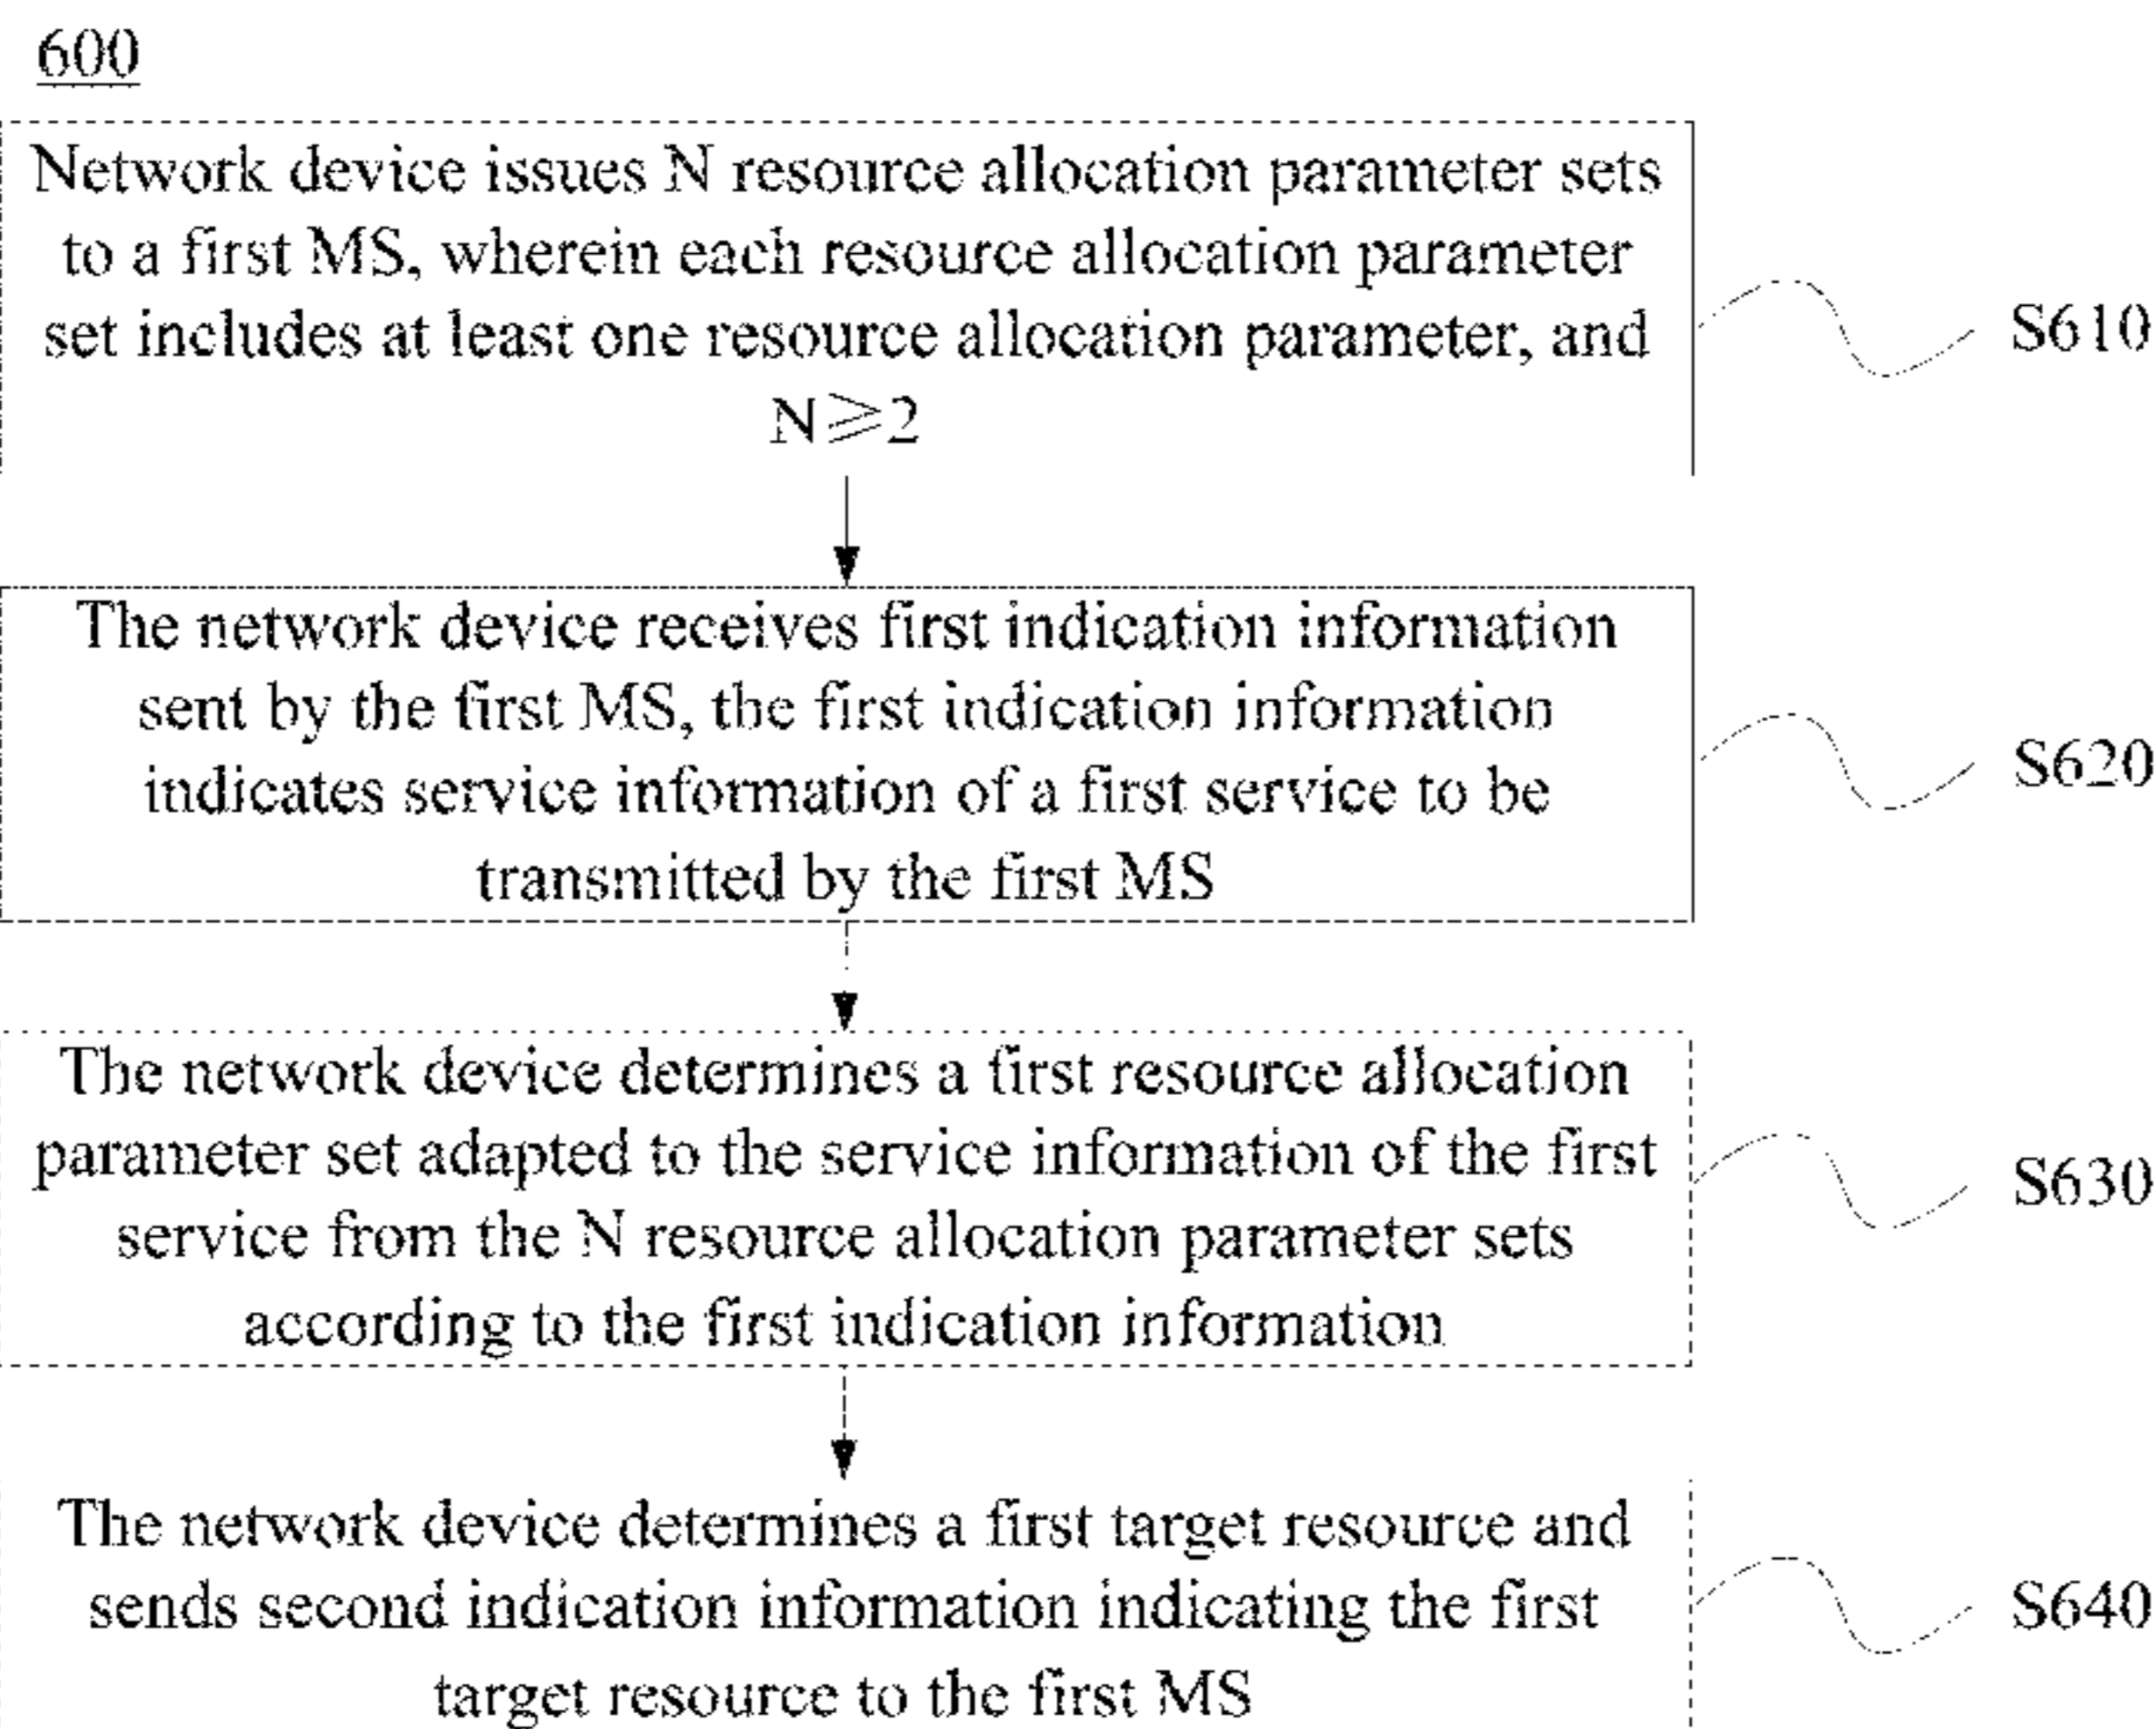 600
Network device issues N resource allocation parameter sets
to a first MS, wherein each resource allocation parameter
set includes at least one resource allocation parameter, and
N≥2
S610
The network device receives first indication information
sent by the first MS, the first indication information
indicates service information of a first service to be
transmitted by the first MS
S620
The network device determines a first resource allocation
parameter set adapted to the service information of the first
service from the N resource allocation parameter sets
according to the first indication information
S630
The network device determines a first target resource and
sends second indication information indicating the first
target resource to the first MS
S640